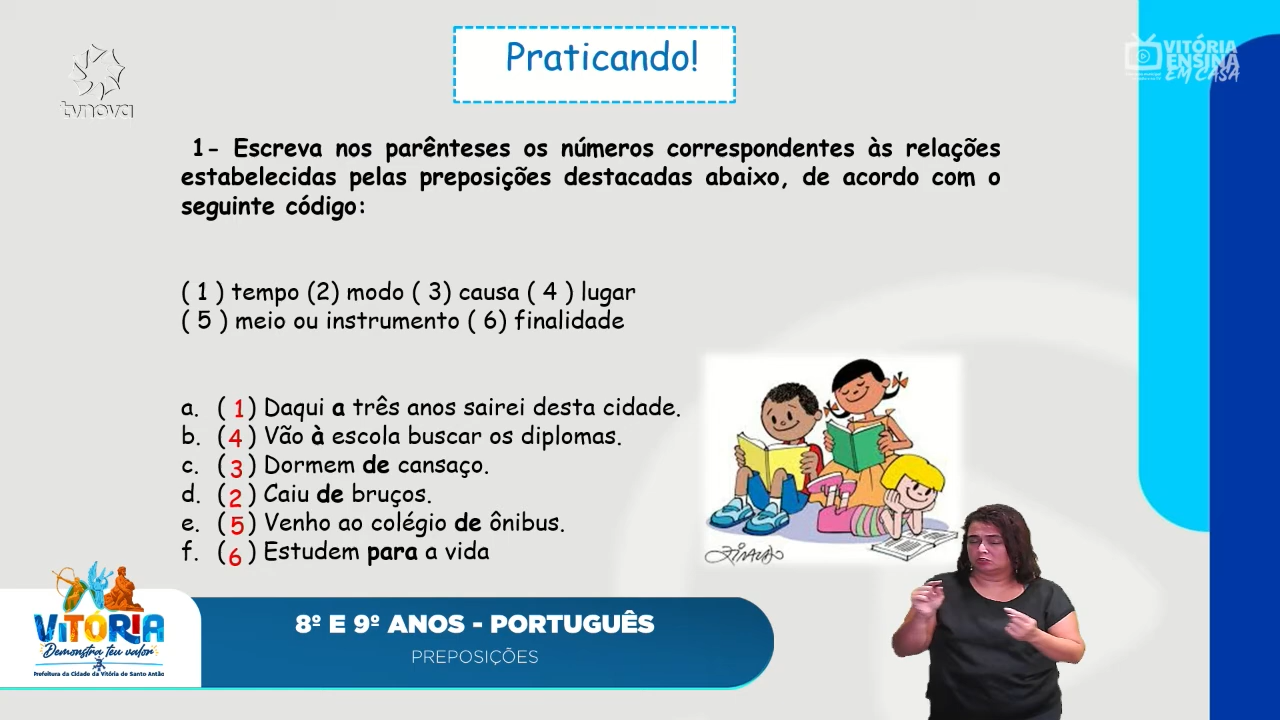 Praticando!
tvnova
VITÓRIA
ENSINA
EM CASA
1- Escreva nos parênteses os números correspondentes às relações
estabelecidas pelas preposições destacadas abaixo, de acordo com o
seguinte código:
( 1 ) tempo (2) modo ( 3) causa ( 4 ) lugar
( 5 ) meio ou instrumento ( 6) finalidade
a. ( 1) Daqui a três anos sairei desta cidade.
b. (4 ) Vão à escola buscar os diplomas.
c. (3 ) Dormem de cansaço.
d. (2 ) Caiu de bruços.
e. (5) Venho ao colégio de ônibus.
f. (6 ) Estudem para a vida
ZIRALDO
VITÓRIA
Demonstra teu valor
Prefeitura da Cidade da Vitória de Santo Antão
8º E 9º ANOS - PORTUGUÊS
PREPOSIÇÕES